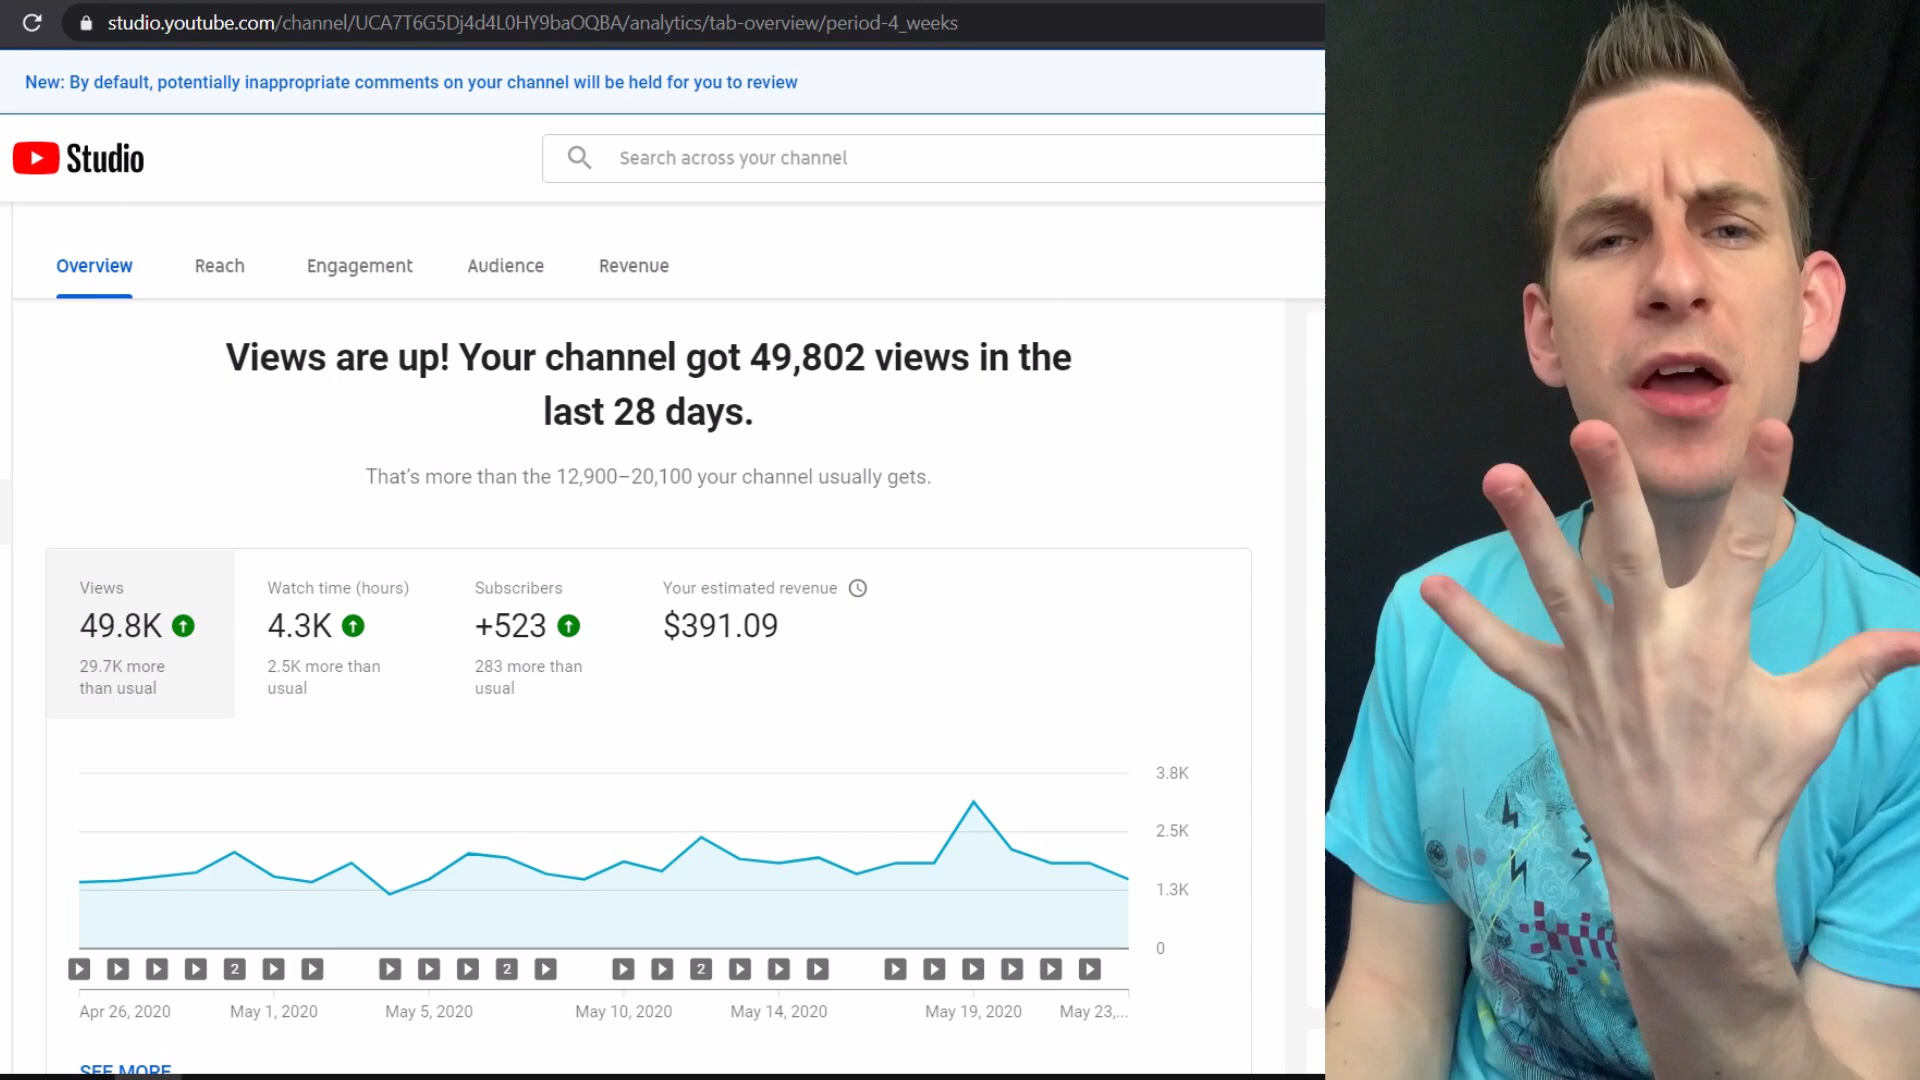 studio.youtube.com/channel/UCA7T6G5Dj4d4L0HY9baOQBA/analytics/tab-overview/period-4_weeks
New: By default, potentially inappropriate comments on your channel will be held for you to review
Studio
Search across your channel
Overview Reach Engagement Audience Revenue
Views are up! Your channel got 49,802 views in the
last 28 days.
That's more than the 12,900–20,100 your channel usually gets.
Views Watch time (hours) Subscribers Your estimated revenue
49.8K 4.3K +523 $391.09
29.7K more 2.5K more than 283 more than
than usual usual usual
3.8K
2.5K
1.3K
0
2 2 2
Apr 26, 2020 May 1, 2020 May 5, 2020 May 10, 2020 May 14, 2020 May 19, 2020 May 23,...
SEE MORE